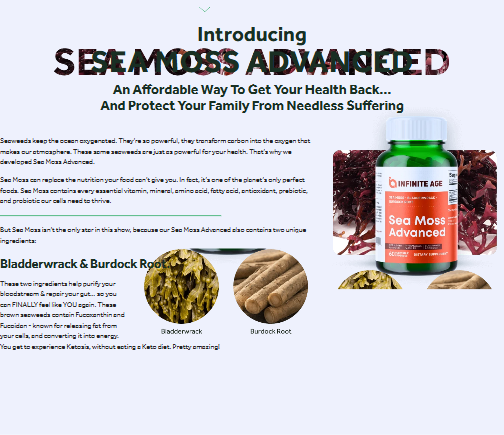 Introducing
SEA MOSS ADVANCED
An Affordable Way To Get Your Health Back...
And Protect Your Family From Needless Suffering
Seaweeds keep the ocean oxygenated. They're so powerful, they transform carbon into the oxygen that
makes our atmosphere. These same seaweeds are just as powerful for your health. That's why we
developed Sea Moss Advanced.
Sea Moss can replace the nutrition your food can't give you. In fact, it's one of the planet's only perfect
foods. Sea Moss contains every essential vitamin, mineral, amino acid, fatty acid, antioxidant, prebiotic,
and probiotic our cells need to thrive.
But Sea Moss isn't the only star in this show, because our Sea Moss Advanced also contains two unique
ingredients:
Bladderwrack & Burdock Root
These two ingredients help purify your
bloodstream & repair your gut... so you
can FINALLY feel like YOU again. These
brown seaweeds contain Fucoxanthin and
Fucoidan - known for releasing fat from
your cells, and converting it into energy.
You get to experience Ketosis, without eating a Keto diet. Pretty amazing!
Bladderwrack
Burdock Root
INFINITE AGE
Sea Moss
Advanced